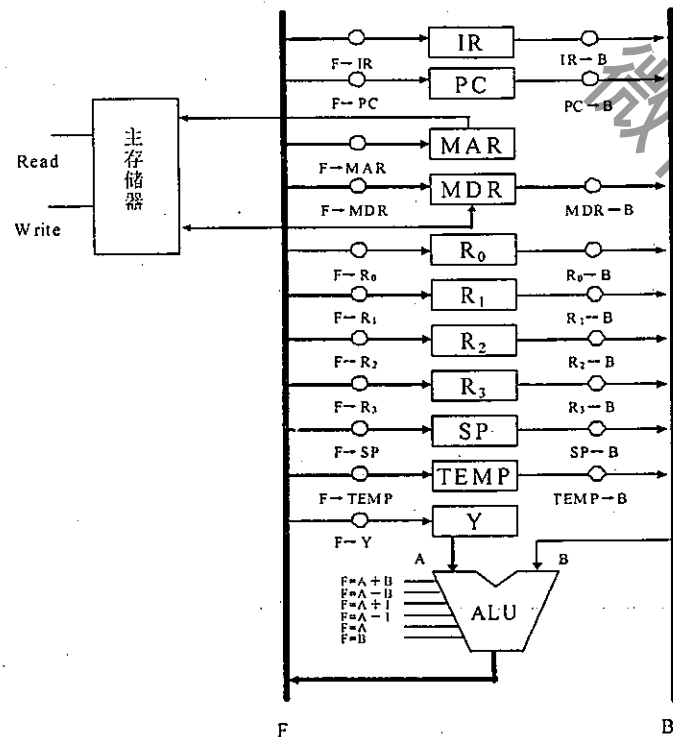 IR
F→IR
IR→B
PC
F→PC
PC→B
主存储器
Read
Write
MAR
F→MAR
MDR
F→MDR
MDR→B
R₀
F→R₀
R₀→B
R₁
F→R₁
R₁→B
R₂
F→R₂
R₂→B
R₃
F→R₃
R₃→B
SP
F→SP
SP→B
TEMP
F→TEMP
TEMP→B
Y
F→Y
A
B
F=A+B
F=A−B
F=A+1
F=A−1
F=A
F=B
ALU
F
B